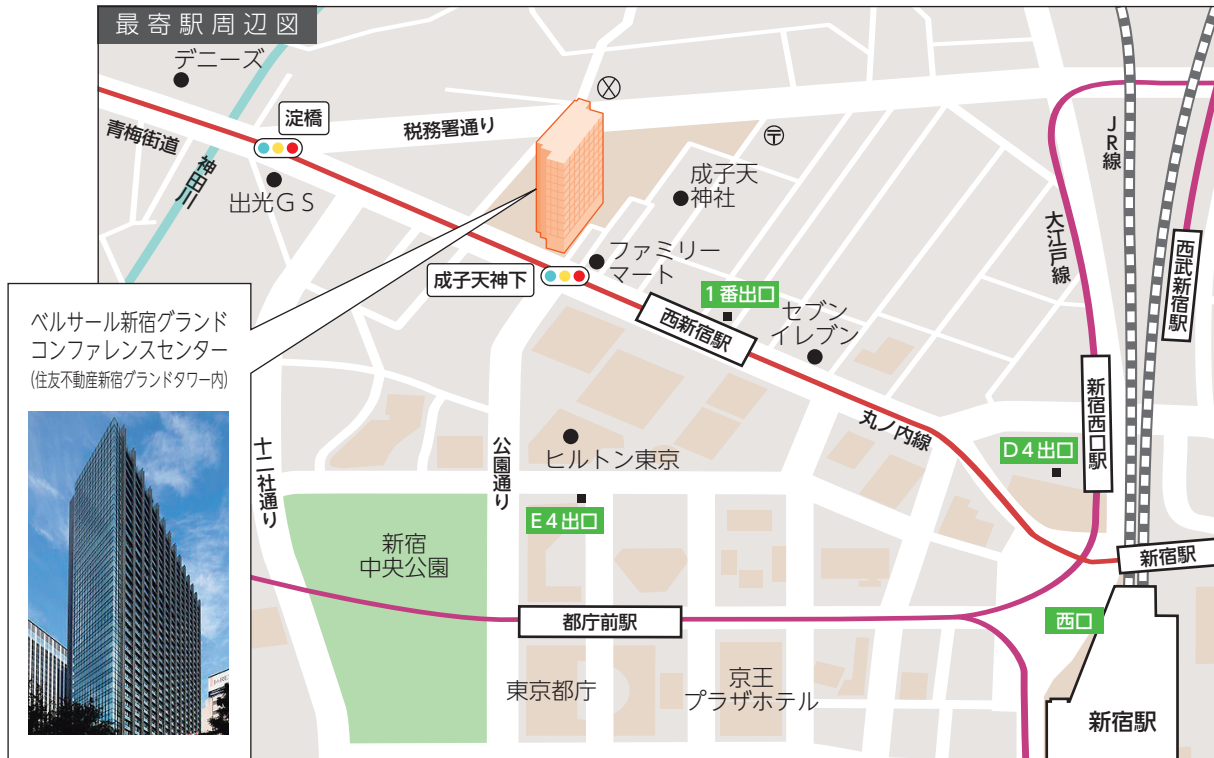 最寄駅周辺図
デニーズ
淀橋
青梅街道
神田川
出光GS
税務署通り
〒
成子天
神社
ファミリー
マート
成子天神下
1番出口
西新宿駅
セブン
イレブン
JR線
大江戸線
西武新宿駅
新宿西口駅
丸ノ内線
D4出口
ベルサール新宿グランド
コンファレンスセンター
(住友不動産新宿グランドタワー内)
十二社通り
公園通り
ヒルトン東京
E4出口
新宿
中央公園
新宿駅
都庁前駅
西口
東京都庁
京王
プラザホテル
新宿駅